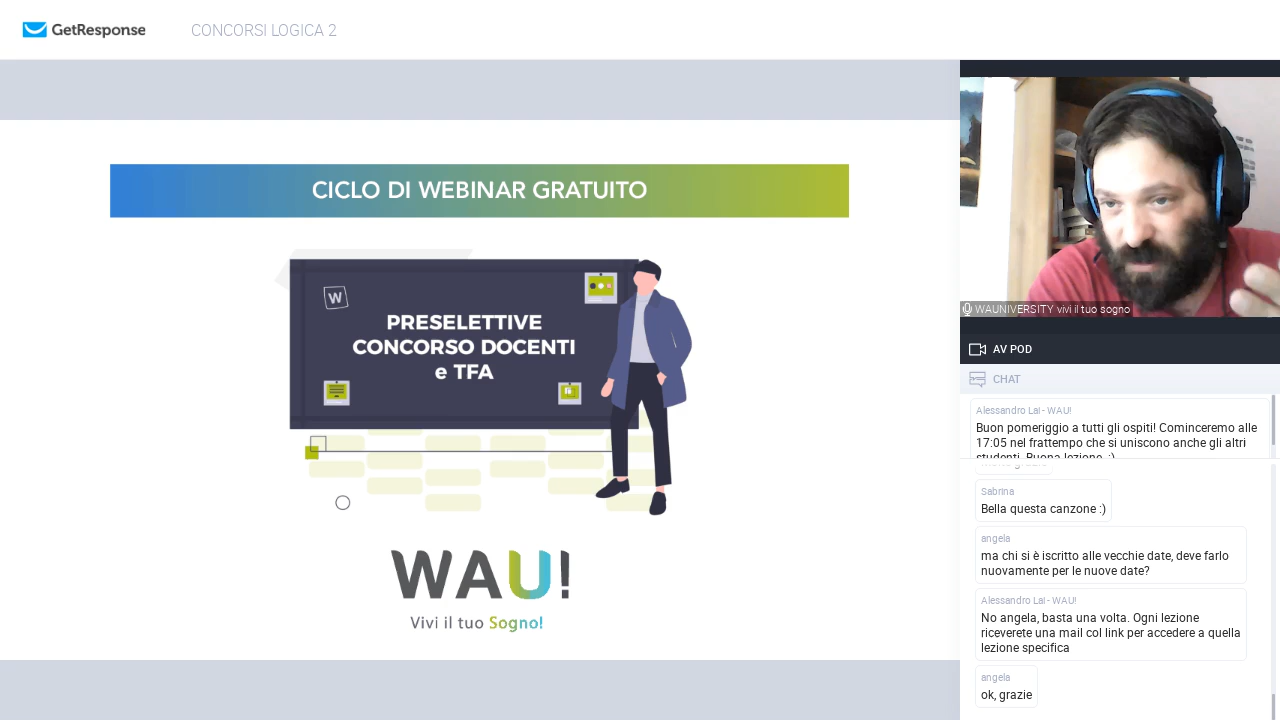 GetResponse
CONCORSI LOGICA 2
CICLO DI WEBINAR GRATUITO
W
PRESELETTIVE
CONCORSO DOCENTI
e TFA
WAU!
Vivi il tuo Sogno!
WAUNIVERSITY vivi il tuo sogno
AV POD
CHAT
Alessandro Lai - WAU!
Buon pomeriggio a tutti gli ospiti! Cominceremo alle
17:05 nel frattempo che si uniscono anche gli altri
studenti. Buona lezione :)
Sabrina
Bella questa canzone :)
angela
ma chi si è iscritto alle vecchie date, deve farlo
nuovamente per le nuove date?
Alessandro Lai - WAU!
No angela, basta una volta. Ogni lezione
riceverete una mail col link per accedere a quella
lezione specifica
angela
ok, grazie